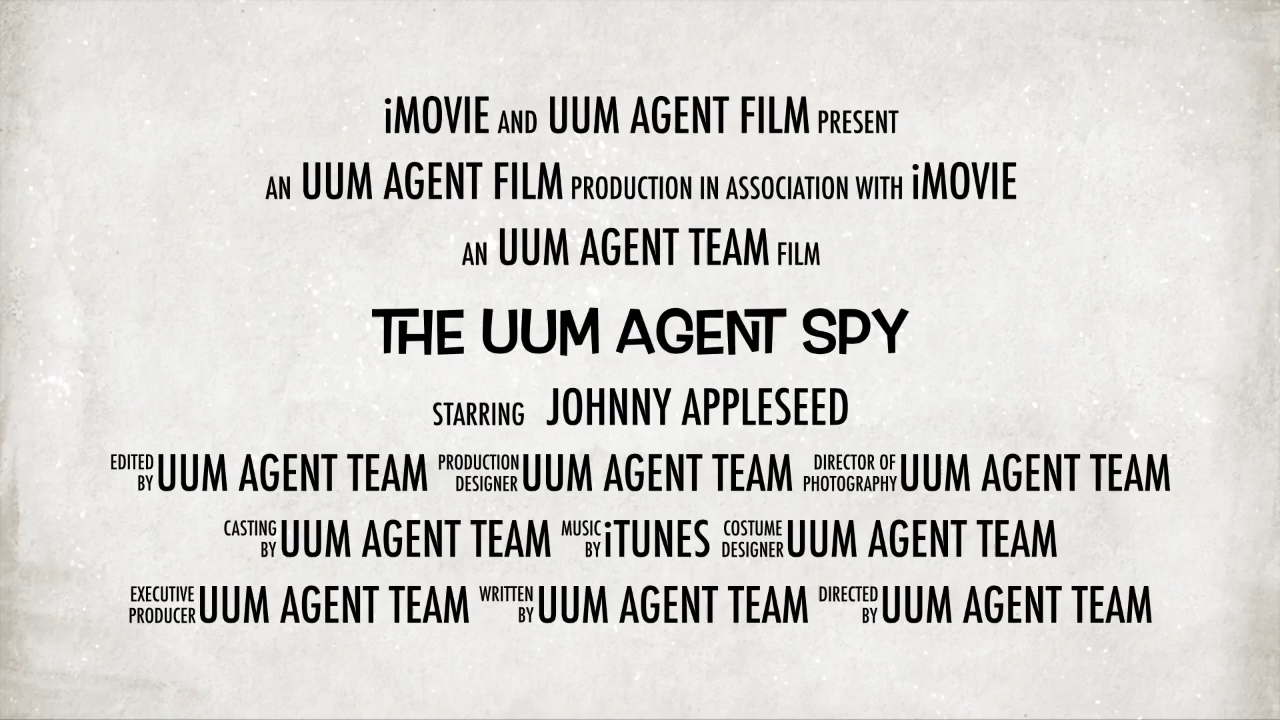 iMOVIE AND UUM AGENT FILM PRESENT
AN UUM AGENT FILM PRODUCTION IN ASSOCIATION WITH iMOVIE
AN UUM AGENT TEAM FILM
THE UUM AGENT SPY
STARRING JOHNNY APPLESEED
EDITED BY UUM AGENT TEAM PRODUCTION DESIGNER UUM AGENT TEAM DIRECTOR OF PHOTOGRAPHY UUM AGENT TEAM
CASTING BY UUM AGENT TEAM MUSIC BY iTUNES COSTUME DESIGNER UUM AGENT TEAM
EXECUTIVE PRODUCER UUM AGENT TEAM WRITTEN BY UUM AGENT TEAM DIRECTED BY UUM AGENT TEAM